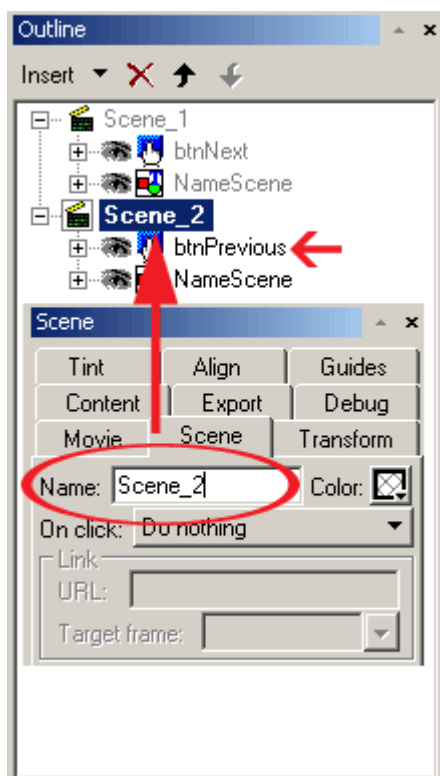 Outline
Insert
Scene_1
btnNext
NameScene
Scene_2
btnPrevious
NameScene
Scene
Tint Align Guides
Content Export Debug
Movie Scene Transform
Name: Scene_2 Color:
On click: Do nothing
Link
URL:
Target frame: